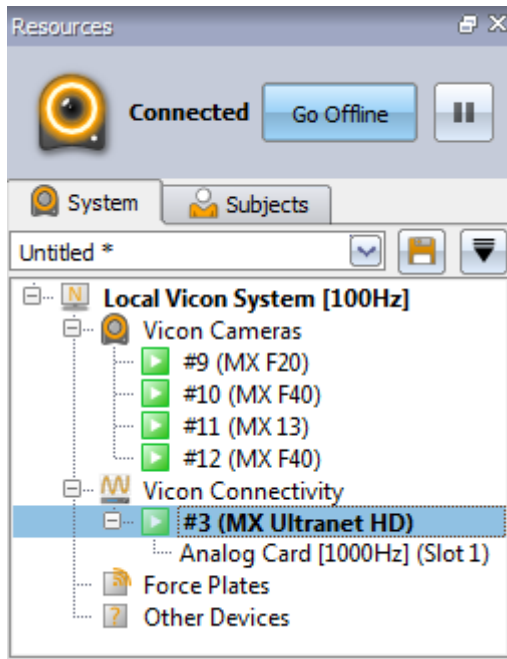 Resources
Connected Go Offline
System Subjects
Untitled *
Local Vicon System [100Hz]
Vicon Cameras
#9 (MX F20)
#10 (MX F40)
#11 (MX 13)
#12 (MX F40)
Vicon Connectivity
#3 (MX Ultranet HD)
Analog Card [1000Hz] (Slot 1)
Force Plates
Other Devices